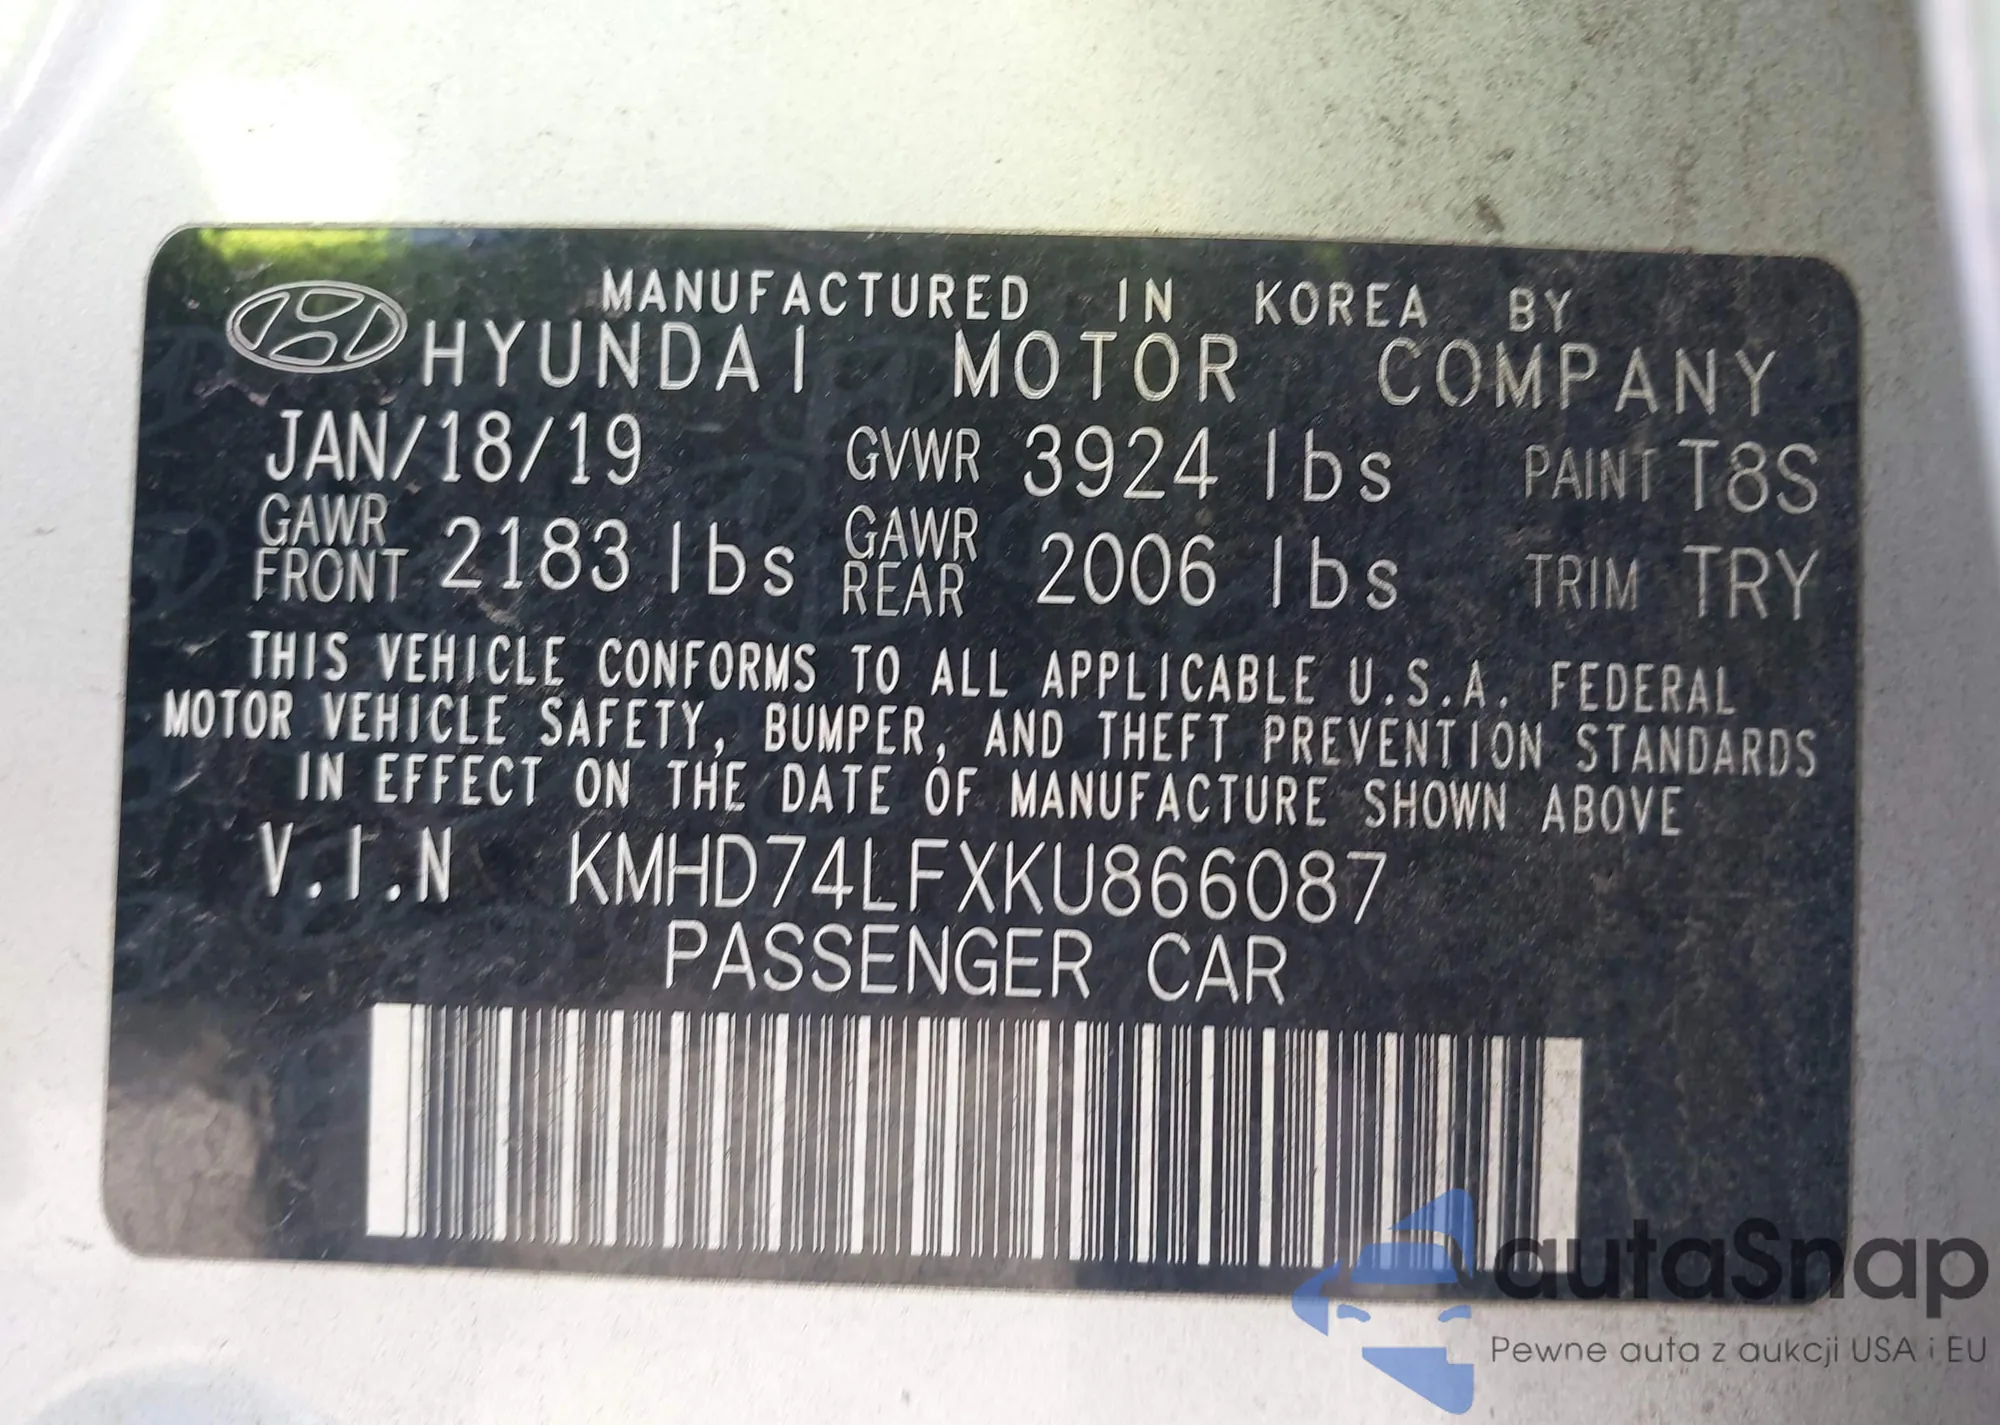 MANUFACTURED IN KOREA BY
HYUNDAI MOTOR COMPANY
JAN/18/19 GVWR 3924 lbs PAINT T8S
GAWR FRONT 2183 lbs GAWR REAR 2006 lbs TRIM TRY
THIS VEHICLE CONFORMS TO ALL APPLICABLE U.S.A. FEDERAL
MOTOR VEHICLE SAFETY, BUMPER, AND THEFT PREVENTION STANDARDS
IN EFFECT ON THE DATE OF MANUFACTURE SHOWN ABOVE
V.I.N KMHD74LFXKU866087
PASSENGER CAR
autaSnap
Pewne auta z aukcji USA i EU